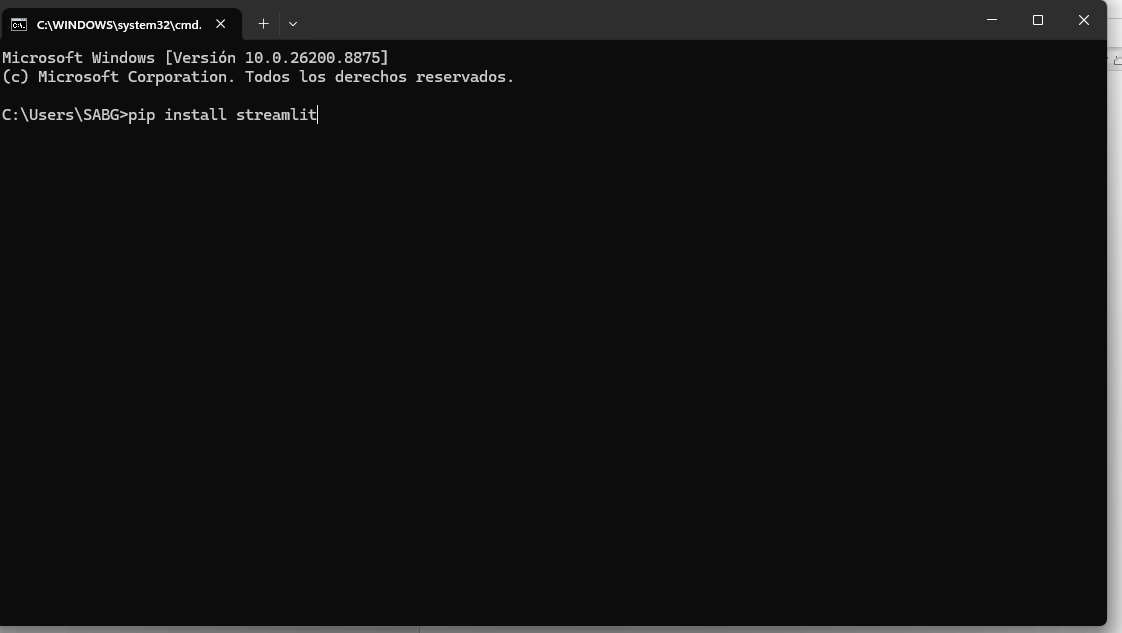 C:\WINDOWS\system32\cmd.
Microsoft Windows [Versión 10.0.26200.8875]
(c) Microsoft Corporation. Todos los derechos reservados.
C:\Users\SABG>pip install streamlit